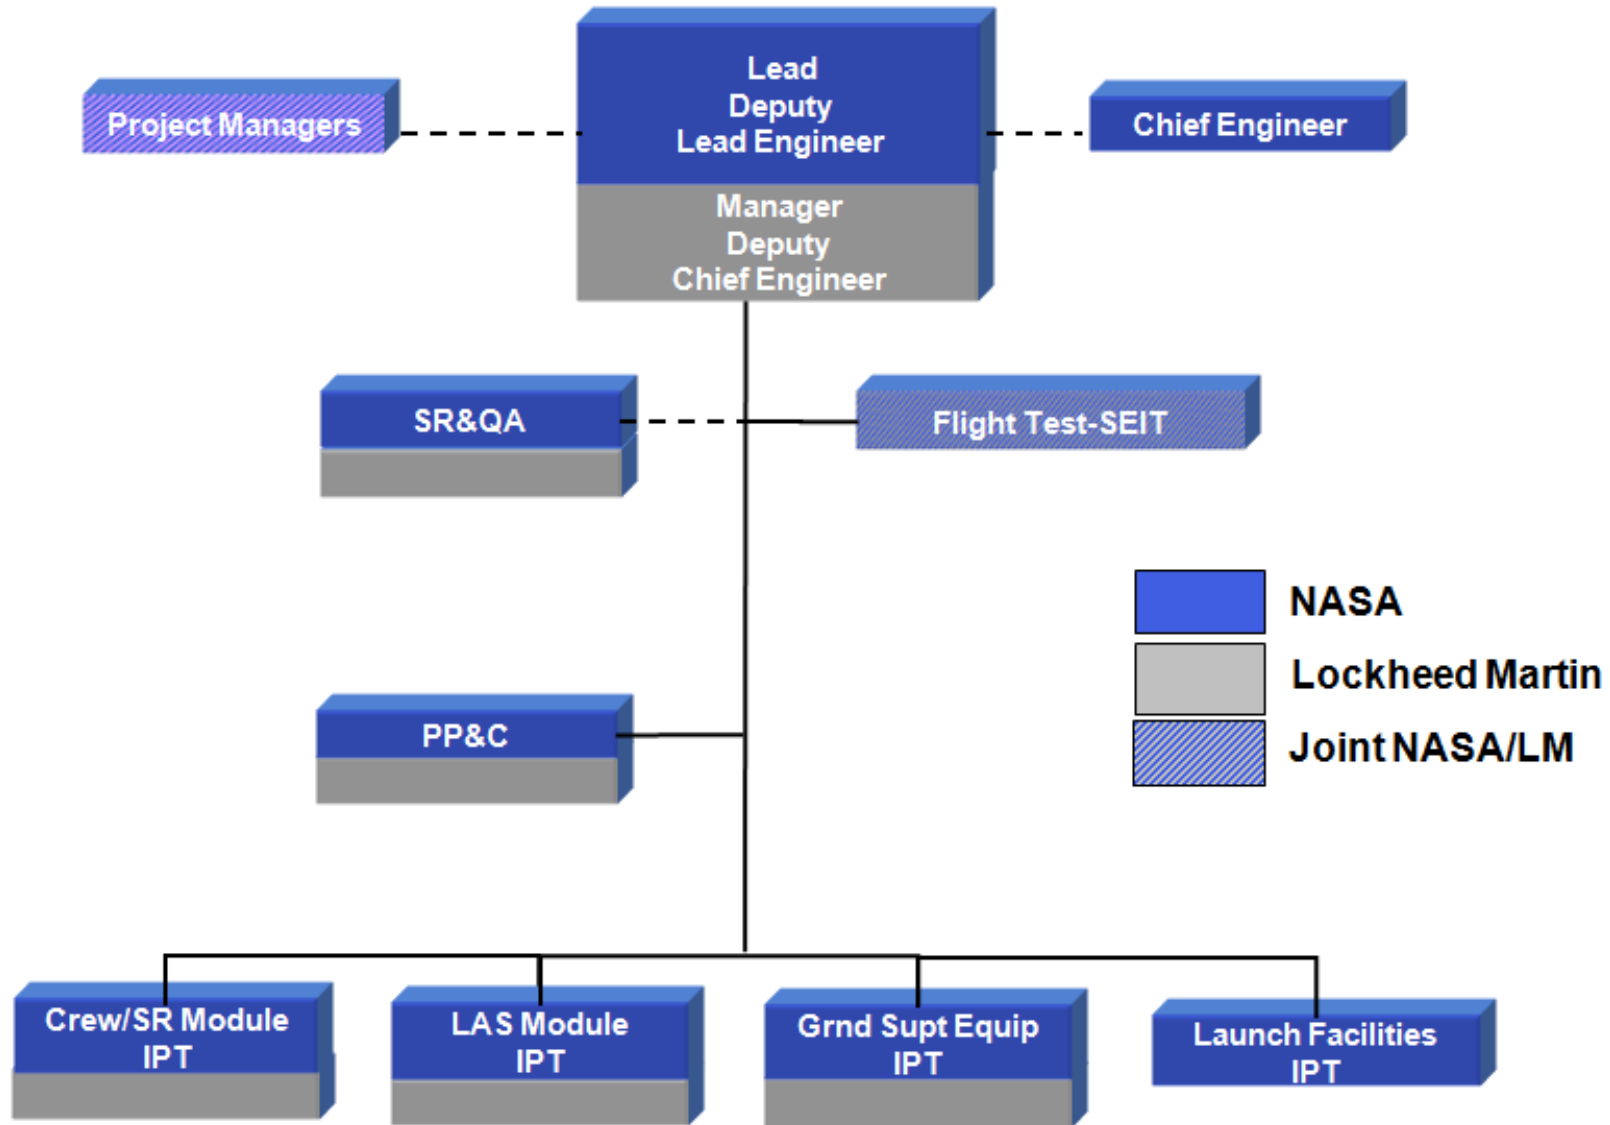 Lead
Deputy
Lead Engineer
Project Managers
Chief Engineer
Manager
Deputy
Chief Engineer
SR&QA
Flight Test-SEIT
NASA
Lockheed Martin
PP&C
Joint NASA/LM
Crew/SR Module
IPT
LAS Module
IPT
Grnd Supt Equip
IPT
Launch Facilities
IPT